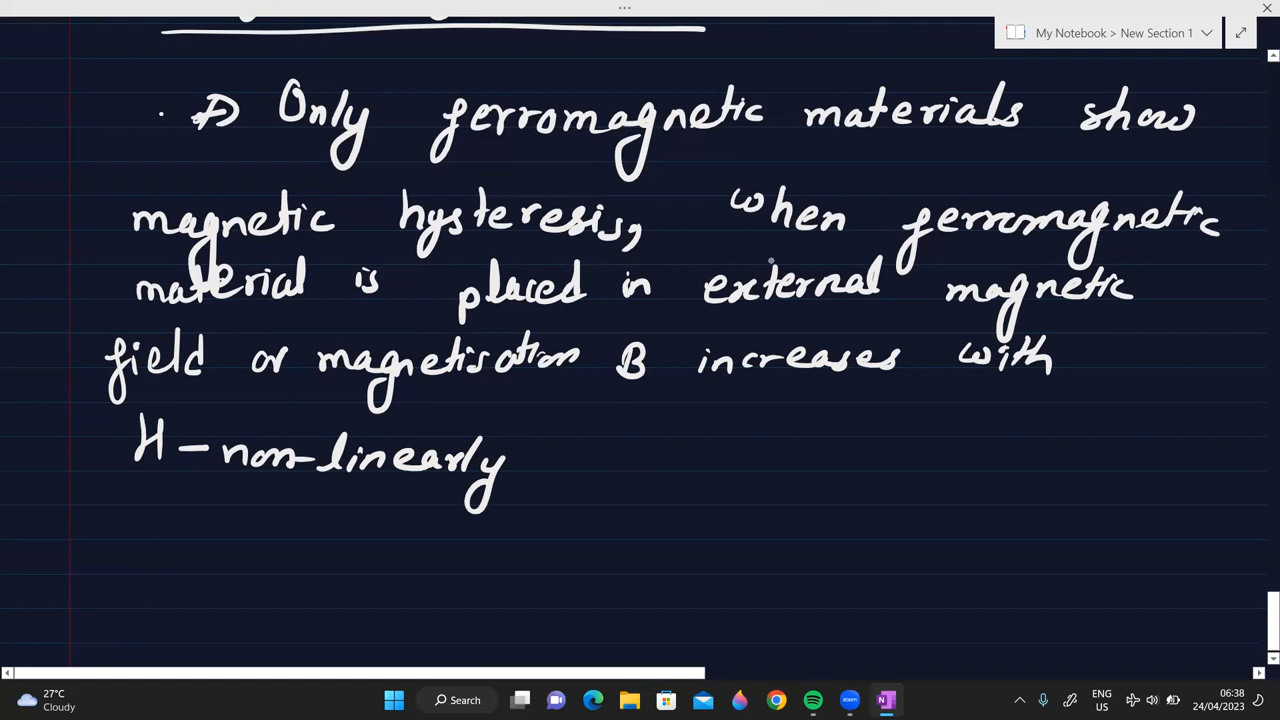 My Notebook > New Section 1
Only ferromagnetic materials show
magnetic hysteresis, when ferromagnetic
material is placed in external magnetic
field or magnetisation B increases with
H - non-linearly
27°C
Cloudy
Search
zoom
ENG
US
06:38
24/04/2023